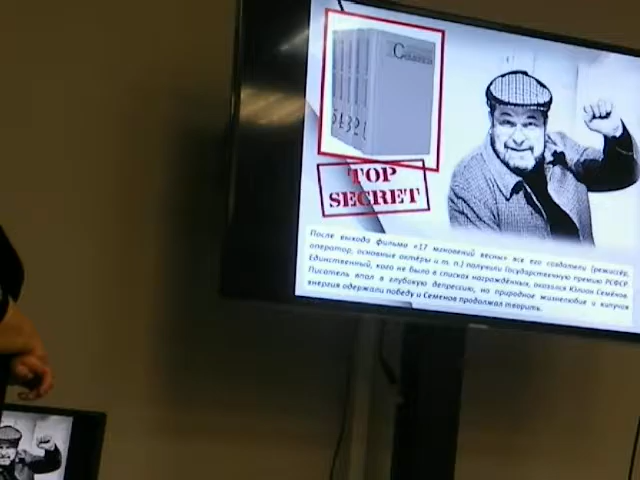 Семенов
54321
TOP
SECRET
После выхода фильма «17 мгновений весны» все его создатели (режиссёр,
оператор, основные актёры и т. п.) получили Государственную премию РСФСР.
Единственный, кого не было в списках награждённых, оказался Юлиан Семёнов.
Писатель впал в глубокую депрессию, но природное жизнелюбие и кипучая
энергия одержали победу и Семенов продолжал творить.